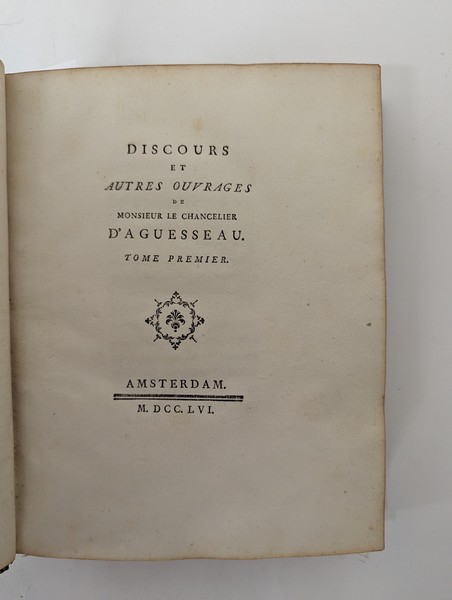 DISCOURS
ET
AUTRES OUVRAGES
DE
MONSIEUR LE CHANCELIER
D'AGUESSEAU.
TOME PREMIER.
AMSTERDAM.
M. DCC. LVI.